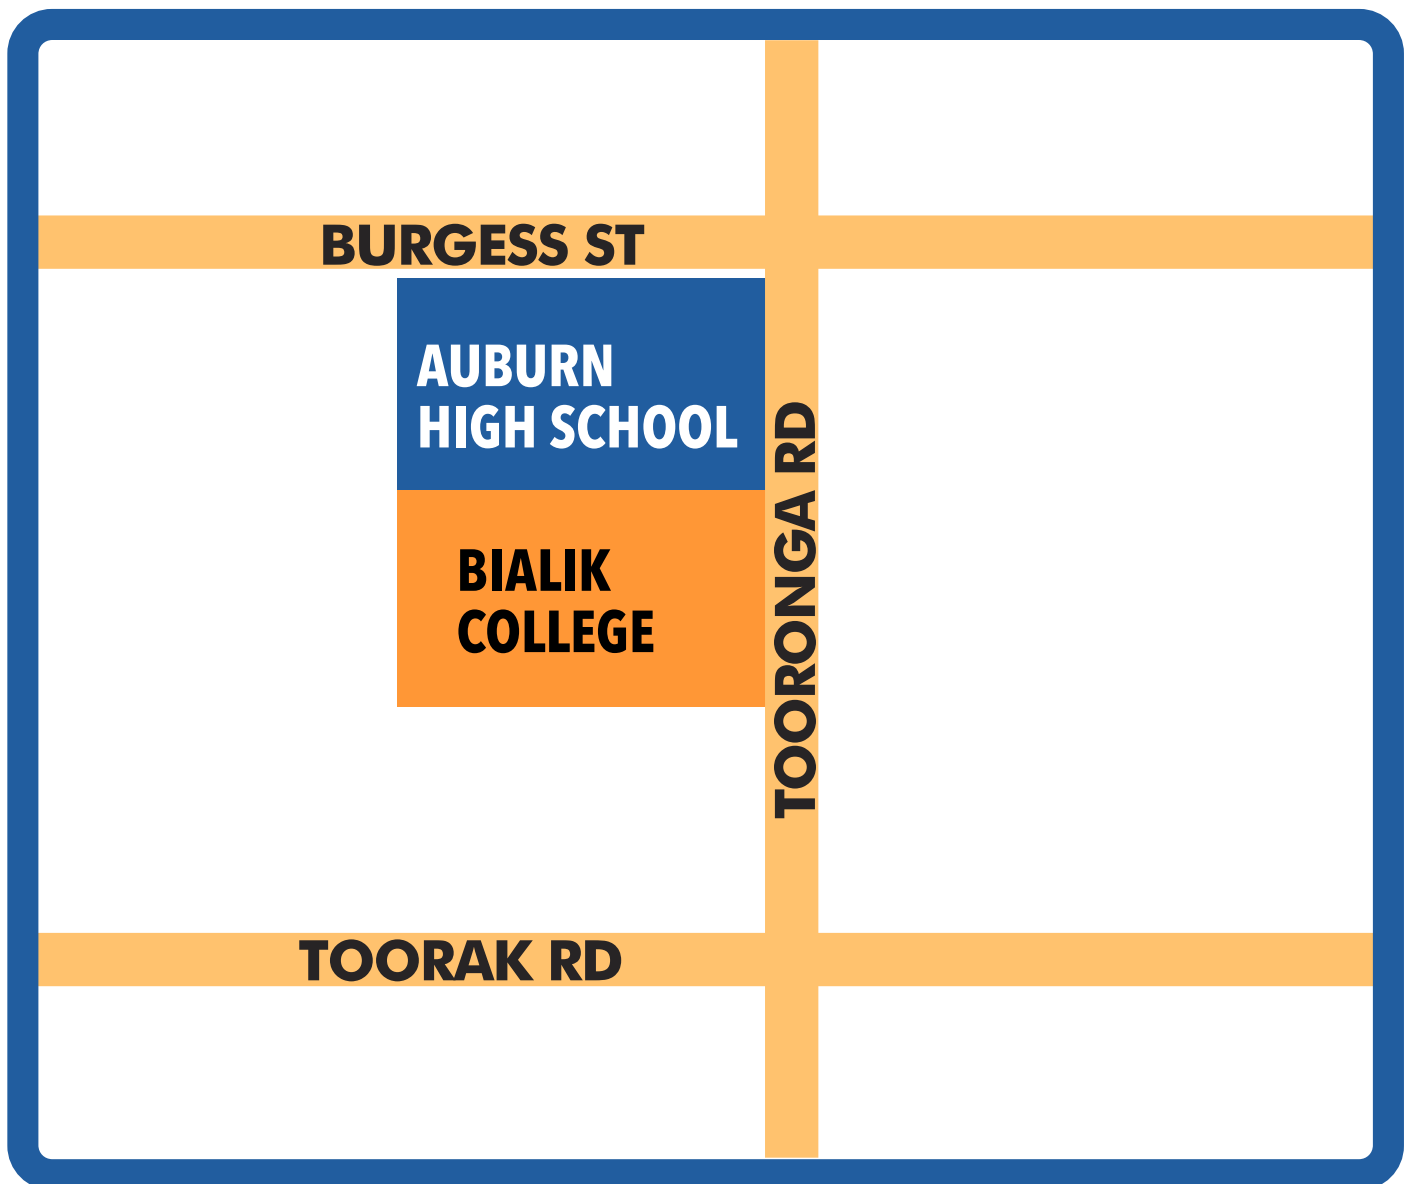 BURGESS ST
AUBURN
HIGH SCHOOL
TOORONGA RD
BIALIK
COLLEGE
TOORAK RD